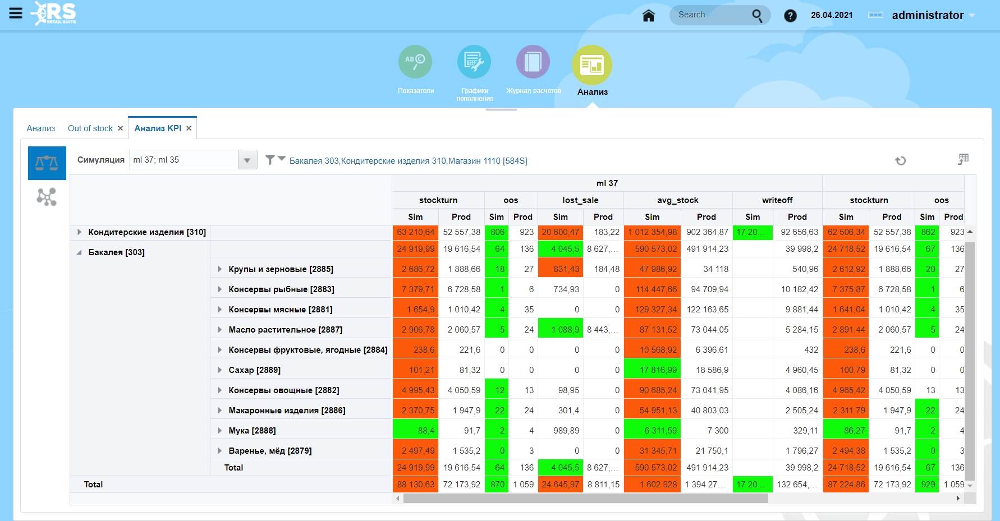 RS
RETAIL SUITE
Search
26.04.2021
administrator
ABC
Показатели
Графики
пополнения
Журнал расчетов
Анализ
Анализ
Out of stock
Анализ KPI
Симуляция
ml 37; ml 35
Бакалея 303,Кондитерские изделия 310,Магазин 1110 [584S]
ml 37
stockturn oos lost_sale avg_stock writeoff stockturn oos
Sim Prod Sim Prod Sim Prod Sim Prod Sim Prod Sim Prod Sim Prod
Кондитерские изделия [310] 63 210,64 52 557,38 806 923 20 600,47 183,22 1 012 354,98 902 364,87 17 20... 92 656,63 62 506,34 52 557,38 862 923
Бакалея [303] 24 919,99 19 616,54 64 136 4 045,5 8 627,... 590 573,02 491 914,23 39 998,2 24 718,52 19 616,54 67 136
Крупы и зерновые [2885] 2 686,72 1 888,66 18 27 831,43 184,48 47 986,92 34 118 540,96 2 612,92 1 888,66 20 27
Консервы рыбные [2883] 7 379,71 6 728,58 1 6 734,93 0 114 447,66 94 709,94 10 182,42 7 375,87 6 728,58 1 6
Консервы мясные [2881] 1 654,9 1 010,42 4 35 0 0 129 327,34 122 163,65 9 881,44 1 641,04 1 010,42 4 35
Масло растительное [2887] 2 906,78 2 060,57 5 24 1 088,9 8 443,... 87 131,52 73 044,05 5 284,15 2 891,44 2 060,57 5 24
Консервы фруктовые, ягодные [2884] 238,6 221,6 0 0 0 0 10 568,92 6 396,61 432 238,6 221,6 0 0
Сахар [2889] 101,21 81,32 0 0 0 0 17 816,99 18 586,9 4 960,45 100,79 81,32 0 0
Консервы овощные [2882] 4 995,43 4 050,59 12 13 98,95 0 90 685,24 73 041,95 4 086,16 4 965,42 4 050,59 13 13
Макаронные изделия [2886] 2 370,75 1 947,9 22 24 301,4 0 54 951,13 40 803,03 2 505,24 2 311,79 1 947,9 22 24
Мука [2888] 88,4 91,7 2 4 989,89 0 6 311,59 7 300 329,11 86,27 91,7 2 4
Варенье, мёд [2879] 2 497,49 1 535,2 0 3 0 0 31 345,71 21 750,1 1 796,27 2 494,38 1 535,2 0 3
Total 24 919,99 19 616,54 64 136 4 045,5 8 627,... 590 573,02 491 914,23 39 998,2 24 718,52 19 616,54 67 136
Total 88 130,63 72 173,92 870 1 059 24 645,97 8 811,15 1 602 928 1 394 27... 17 20... 132 654,... 87 224,86 72 173,92 929 1 059